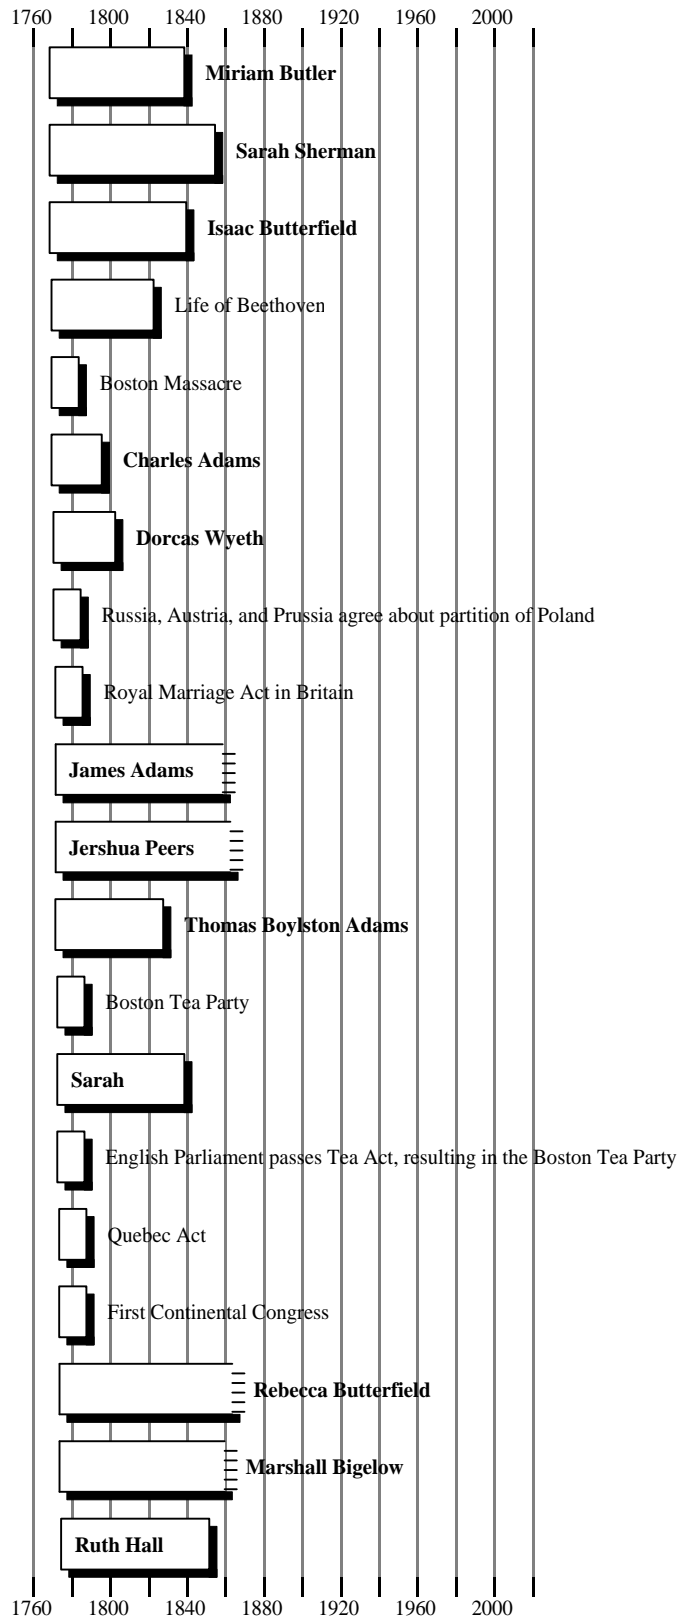 1760 1800 1840 1880 1920 1960 2000
Miriam Butler
Sarah Sherman
Isaac Butterfield
Life of Beethoven
Boston Massacre
Charles Adams
Dorcas Wyeth
Russia, Austria, and Prussia agree about partition of Poland
Royal Marriage Act in Britain
James Adams
Jershua Peers
Thomas Boylston Adams
Boston Tea Party
Sarah
English Parliament passes Tea Act, resulting in the Boston Tea Party
Quebec Act
First Continental Congress
Rebecca Butterfield
Marshall Bigelow
Ruth Hall
1760 1800 1840 1880 1920 1960 2000